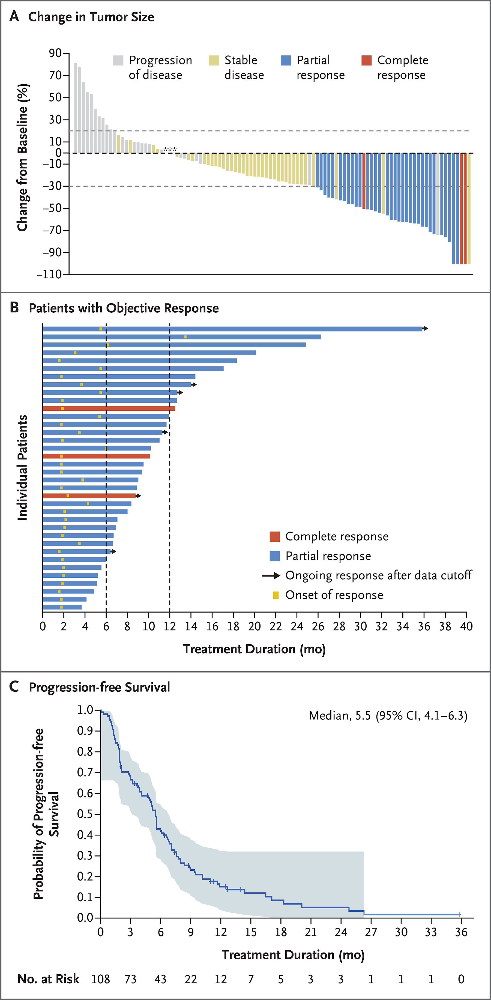 A Change in Tumor Size
90
70
50
30
10
0
–10
–30
–50
–70
–90
–110
Change from Baseline (%)
Progression of disease
Stable disease
Partial response
Complete response
***
B Patients with Objective Response
Individual Patients
Complete response
Partial response
Ongoing response after data cutoff
Onset of response
0 2 4 6 8 10 12 14 16 18 20 22 24 26 28 30 32 34 36 38 40
Treatment Duration (mo)
C Progression-free Survival
Median, 5.5 (95% CI, 4.1–6.3)
Probability of Progression-free
Survival
1.0
0.9
0.8
0.7
0.6
0.5
0.4
0.3
0.2
0.1
0.0
0 3 6 9 12 15 18 21 24 27 30 33 36
Treatment Duration (mo)
No. at Risk 108 73 43 22 12 7 5 3 3 1 1 1 0